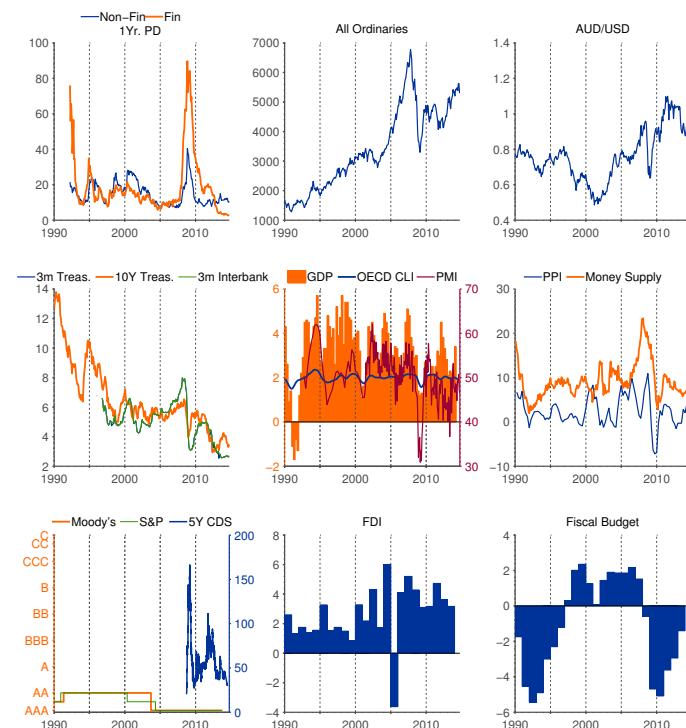 Non-Fin Fin
1Yr. PD
100
80
60
40
20
0
1990 2000 2010
All Ordinaries
7000
6000
5000
4000
3000
2000
1000
1990 2000 2010
AUD/USD
1.4
1.2
1
0.8
0.6
0.4
1990 2000 2010
3m Treas. 10Y Treas. 3m Interbank
14
12
10
8
6
4
2
1990 2000 2010
GDP OECD CLI PMI
6 70
4 60
2 50
0 40
−2 30
1990 2000 2010
PPI Money Supply
30
20
10
0
−10
1990 2000 2010
Moody's S&P 5Y CDS
C 200
CC
CCC
150
B
BB 100
BBB
A 50
AA
AAA 0
1990 2000 2010
FDI
8
6
4
2
0
−2
−4
1990 2000 2010
Fiscal Budget
4
2
0
−2
−4
−6
1990 2000 2010